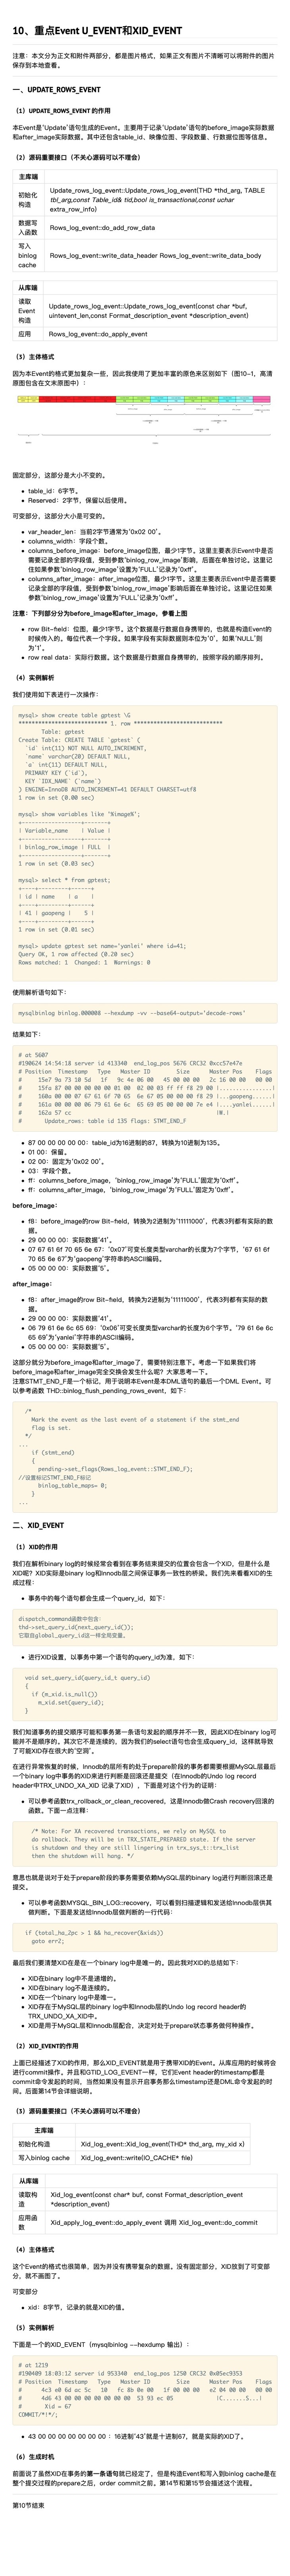 10、重点Event U_EVENT和XID_EVENT
注意：本文分为正文和附件两部分，都是图片格式，如果正文有图片不清晰可以将附件的图片
保存到本地查看。
一、UPDATE_ROWS_EVENT
（1）UPDATE_ROWS_EVENT 的作用
本Event是‘Update’语句生成的Event。主要用于记录‘Update’语句的before_image实际数据
和after_image实际数据。其中还包含table_id、映像位图、字段数量、行数据位图等信息。
（2）源码重要接口（不关心源码可以不理会）
主库端
初始化
构造
Update_rows_log_event::Update_rows_log_event(THD *thd_arg, TABLE
tbl_arg,const Table_id& tid,bool is_transactional,const uchar
extra_row_info)
数据写
入函数
Rows_log_event::do_add_row_data
写入
binlog
cache
Rows_log_event::write_data_header Rows_log_event::write_data_body
从库端
读取
Event
构造
Update_rows_log_event::Update_rows_log_event(const char *buf,
uintevent_len,const Format_description_event *description_event)
应用
Rows_log_event::do_apply_event
（3）主体格式
因为本Event的格式更加复杂一些，因此我使用了更加丰富的颜色来区别如下（图10-1，高清
原图包含在文末原图中）：
固定部分，这部分是大小不变的。
• table_id：6字节。
• Reserved：2字节，保留以后使用。
可变部分，这部分大小是可变的。
• var_header_len：当前2字节通常为‘0x02 00’。
• columns_width：字段个数。
• columns_before_image：before_image位图，最少1字节。这里主要表示Event中是否
需要记录全部的字段值，受到参数‘binlog_row_image’影响，后面在单独讨论。这里记
住如果参数‘binlog_row_image’设置为‘FULL’记录为‘0xff’。
• columns_after_image：after_image位图，最少1字节。这里主要表示Event中是否需要
记录全部的字段值，受到参数‘binlog_row_image’影响后面在单独讨论。这里记住如果
参数‘binlog_row_image’设置为‘FULL’记录为‘0xff’。
注意：下列部分分为before_image和after_image，参看上图
• row Bit-field：位图，最少1字节。这个数据是行数据自身携带的，也就是构造Event的
时候传入的。每位代表一个字段。如果字段有实际数据则本位为‘0’，如果‘NULL’则
为‘1’。
• row real data：实际行数据。这个数据是行数据自身携带的，按照字段的顺序排列。
（4）实例解析
我们使用如下表进行一次操作：
mysql> show create table gptest \G
*************************** 1. row ***************************
Table: gptest
Create Table: CREATE TABLE `gptest` (
`id` int(11) NOT NULL AUTO_INCREMENT,
`name` varchar(20) DEFAULT NULL,
`a` int(11) DEFAULT NULL,
PRIMARY KEY (`id`),
KEY `IDX_NAME` (`name`)
) ENGINE=InnoDB AUTO_INCREMENT=41 DEFAULT CHARSET=utf8
1 row in set (0.00 sec)
mysql> show variables like '%image%';
+------------------+-------+
| Variable_name | Value |
+------------------+-------+
| binlog_row_image | FULL |
+------------------+-------+
1 row in set (0.03 sec)
mysql> select * from gptest;
+----+---------+------+
| id | name | a |
+----+---------+------+
| 41 | gaopeng | 5 |
+----+---------+------+
1 row in set (0.01 sec)
mysql> update gptest set name='yanlei' where id=41;
Query OK, 1 row affected (0.20 sec)
Rows matched: 1 Changed: 1 Warnings: 0
使用解析语句如下：
mysqlbinlog binlog.000008 --hexdump -vv --base64-output='decode-rows'
结果如下：
# at 5607
#190624 14:54:18 server id 413340 end_log_pos 5676 CRC32 0xcc57e47e
# Position Timestamp Type Master ID Size Master Pos Flags
# 15e7 9a 73 10 5d 1f 9c 4e 06 00 45 00 00 00 2c 16 00 00 00 00
# 15fa 87 00 00 00 00 00 01 00 02 00 03 ff ff f8 29 00 |................|
# 160a 00 00 07 67 61 6f 70 65 6e 67 05 00 00 00 f8 29 |...gaopeng......|
# 161a 00 00 00 06 79 61 6e 6c 65 69 05 00 00 00 7e e4 |....yanlei......|
# 162a 57 cc |W.|
# Update_rows: table id 135 flags: STMT_END_F
• 87 00 00 00 00 00：table_id为16进制的87，转换为10进制为135。
• 01 00：保留。
• 02 00：固定为‘0x02 00’。
• 03：字段个数。
• ff：columns_before_image，‘binlog_row_image’为‘FULL’固定为‘0xff’。
• ff：columns_after_image，‘binlog_row_image’为‘FULL’固定为‘0xff’。
before_image：
• f8：before_image的row Bit-field，转换为2进制为‘11111000’，代表3列都有实际的数
据。
• 29 00 00 00：实际数据‘41’。
• 07 67 61 6f 70 65 6e 67：‘0x07’可变长度类型varchar的长度为7个字节，‘67 61 6f
70 65 6e 67’为‘gaopeng’字符串的ASCII编码。
• 05 00 00 00：实际数据‘5’。
after_image：
• f8：after_image的row Bit-field，转换为2进制为‘11111000’，代表3列都有实际的数
据。
• 29 00 00 00：实际数据‘41’。
• 06 79 61 6e 6c 65 69：‘0x06’可变长度类型varchar的长度为6个字节。‘79 61 6e 6c
65 69’为‘yanlei’字符串的ASCII编码。
• 05 00 00 00：实际数据‘5’。
这部分就分为before_image和after_image了，需要特别注意下。考虑一下如果我们将
before_image和after_image完全交换会发生什么呢？大家思考一下。
注意STMT_END_F是一个标记，用于说明本Event是本DML语句的最后一个DML Event。可
以参考函数 THD::binlog_flush_pending_rows_event，如下：
/*
Mark the event as the last event of a statement if the stmt_end
flag is set.
*/
...
if (stmt_end)
{
pending->set_flags(Rows_log_event::STMT_END_F);
//设置标记STMT_END_F标记
binlog_table_maps= 0;
}
...
二、XID_EVENT
（1）XID的作用
我们在解析binary log的时候经常会看到在事务结束提交的位置会包含一个XID，但是什么是
XID呢？XID实际是binary log和Innodb层之间保证事务一致性的桥梁。我们先来看看XID的生
成过程：
• 事务中的每个语句都会生成一个query_id，如下：
dispatch_command函数中包含：
thd->set_query_id(next_query_id());
它取自global_query_id这一样全局变量。
• 进行XID设置，以事务中第一个语句的query_id为准，如下：
void set_query_id(query_id_t query_id)
{
if (m_xid.is_null())
m_xid.set(query_id);
}
我们知道事务的提交顺序可能和事务第一条语句发起的顺序并不一致，因此XID在binary log可
能并不是顺序的。其次它不是连续的，因为我们的select语句也会生成query_id，这样就导致
了可能XID存在很大的‘空洞’。
在进行异常恢复的时候，Innodb的层所有的处于prepare阶段的事务都需要根据MySQL层最后
一个binary log中事务的XID来进行判断是回滚还是提交（在Innodb的Undo log record
header中TRX_UNDO_XA_XID 记录了XID），下面是对这个行为的证明：
• 可以参考函数trx_rollback_or_clean_recovered，这是Innodb做Crash recovery回滚的
函数。下面一点注释：
/* Note: For XA recovered transactions, we rely on MySQL to
do rollback. They will be in TRX_STATE_PREPARED state. If the server
is shutdown and they are still lingering in trx_sys_t::trx_list
then the shutdown will hang. */
意思也就是说对于处于prepare阶段的事务需要依赖MySQL层的binary log进行判断回滚还是
提交。
• 可以参考函数MYSQL_BIN_LOG::recovery，可以看到扫描逻辑和发送给Innodb层供其
做判断。下面是发送给Innodb层做判断的一行代码：
if (total_ha_2pc > 1 && ha_recover(&xids))
goto err2;
最后我们要清楚XID在是在一个binary log中是唯一的。因此我对XID的总结如下：
• XID在binary log中不是递增的。
• XID在binary log不是连续的。
• XID在一个binary log中是唯一。
• XID存在于MySQL层的binary log中和Innodb层的Undo log record header的
TRX_UNDO_XA_XID中。
• XID是用于MySQL层和Innodb层配合，决定对处于prepare状态事务做何种操作。
（2）XID_EVENT的作用
上面已经描述了XID的作用，那么XID_EVENT就是用于携带XID的Event。从库应用的时候将会
进行commit操作。并且和GTID_LOG_EVENT一样，它们Event header的timestamp都是
commit命令发起的时间，当然如果没有显示开启事务那么timestamp还是DML命令发起的时
间。后面第14节会详细说明。
（3）源码重要接口（不关心源码可以不理会）
主库端
初始化构造
Xid_log_event::Xid_log_event(THD* thd_arg, my_xid x)
写入binlog cache
Xid_log_event::write(IO_CACHE* file)
从库端
读取构
造
Xid_log_event(const char* buf, const Format_description_event
*description_event)
应用函
数
Xid_apply_log_event::do_apply_event 调用 Xid_log_event::do_commit
（4）主体格式
这个Event的格式也很简单，因为并没有携带复杂的数据。没有固定部分，XID放到了可变部
分，就不画图了。
可变部分
• xid：8字节，记录的就是XID的值。
（5）实例解析
下面是一个的XID_EVENT（mysqlbinlog --hexdump 输出）：
# at 1219
#190409 18:03:12 server id 953340 end_log_pos 1250 CRC32 0x05ec9353
# Position Timestamp Type Master ID Size Master Pos Flags
# 4c3 e0 6d ac 5c 10 fc 8b 0e 00 1f 00 00 00 e2 04 00 00 00 00
# 4d6 43 00 00 00 00 00 00 00 53 93 ec 05 |C.......S...|
# Xid = 67
COMMIT/*!*/;
• 43 00 00 00 00 00 00 00 ：16进制‘43’就是十进制67，就是实际的XID了。
（6）生成时机
前面说了虽然XID在事务的第一条语句就已经定了，但是构造Event和写入到binlog cache是在
整个提交过程的prepare之后，order commit之前。第14节和第15节会描述这个流程。
第10节结束